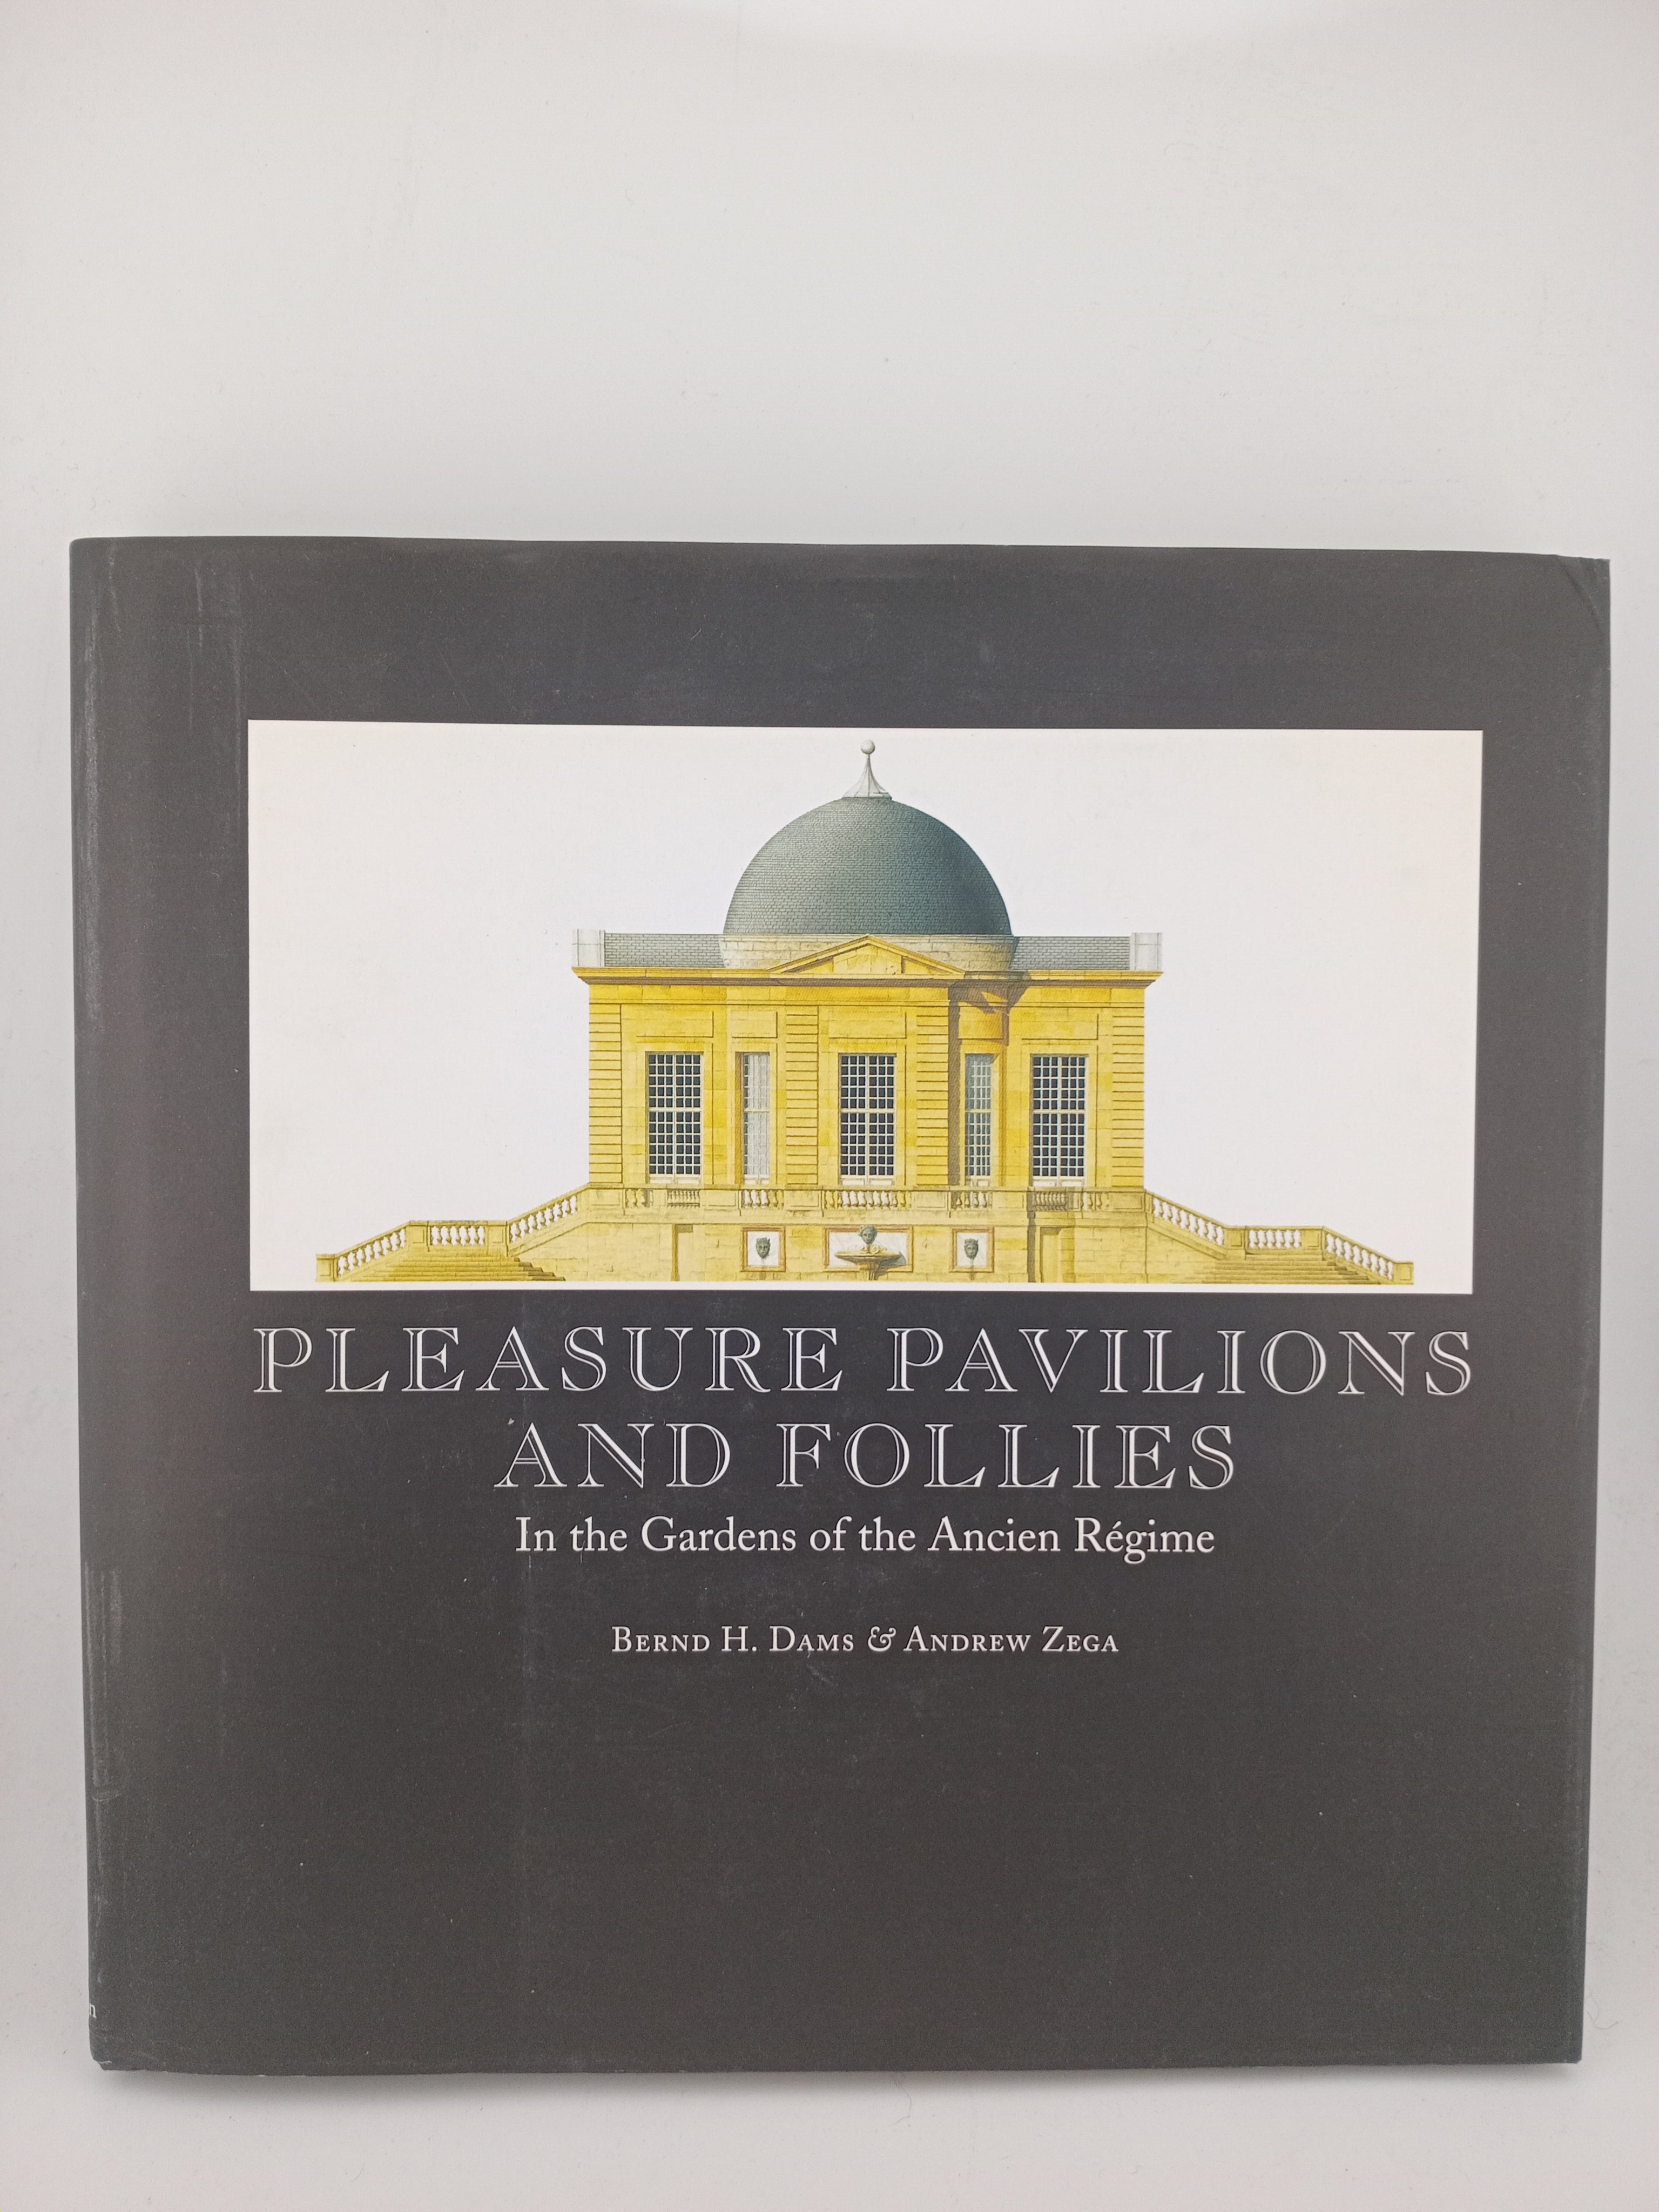 PLEASURE PAVILIONS
AND FOLLIES
In the Gardens of the Ancien Régime
BERND H. DAMS & ANDREW ZEGA
n